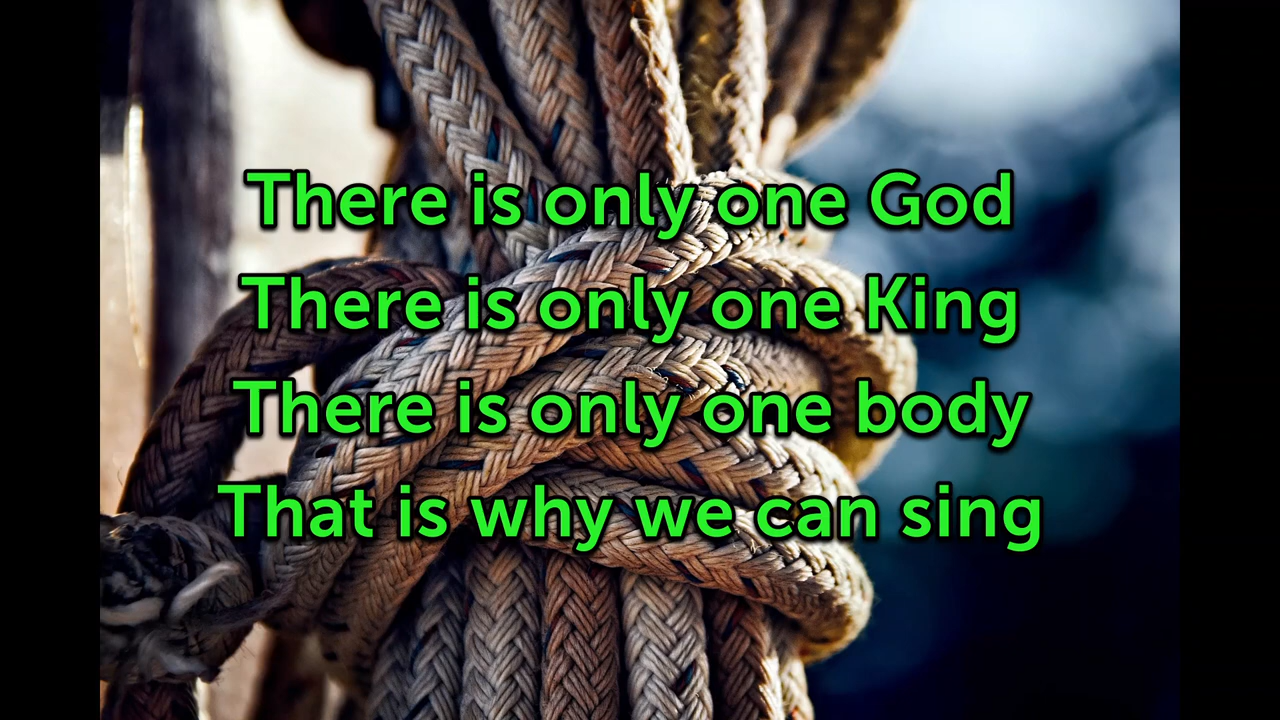 There is only one God
There is only one King
There is only one body
That is why we can sing